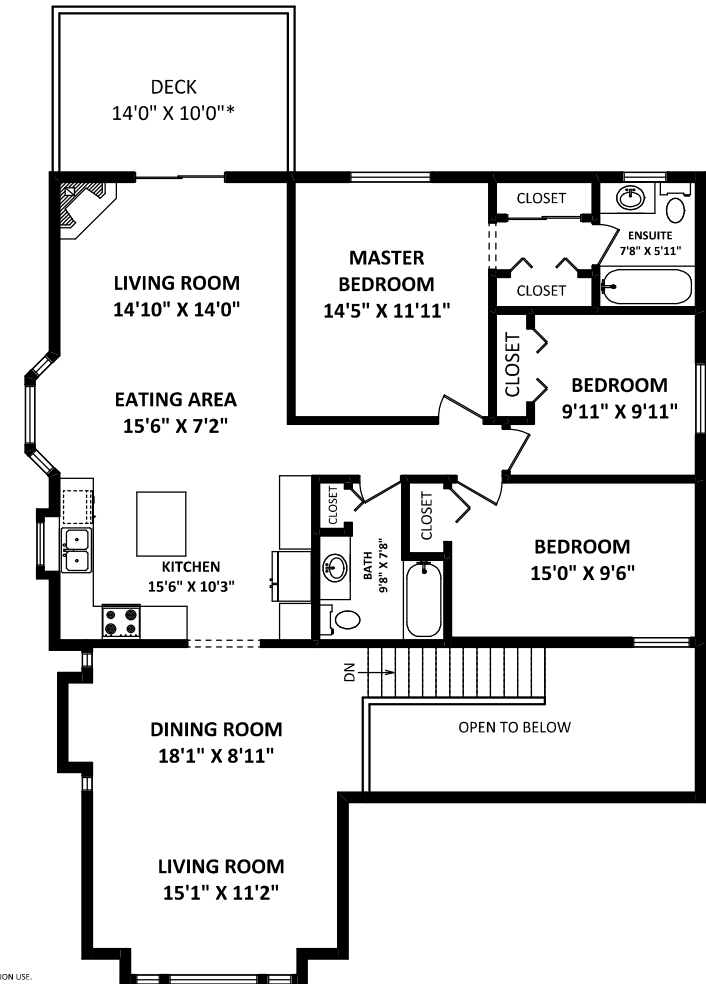 DECK
14'0" X 10'0"*
CLOSET
ENSUITE
7'8" X 5'11"
MASTER
BEDROOM
14'5" X 11'11"
CLOSET
LIVING ROOM
14'10" X 14'0"
CLOSET
BEDROOM
9'11" X 9'11"
EATING AREA
15'6" X 7'2"
CLOSET
CLOSET
KITCHEN
15'6" X 10'3"
BATH
9'8" X 7'8"
BEDROOM
15'0" X 9'6"
DN
DINING ROOM
18'1" X 8'11"
OPEN TO BELOW
LIVING ROOM
15'1" X 11'2"
ION USE.